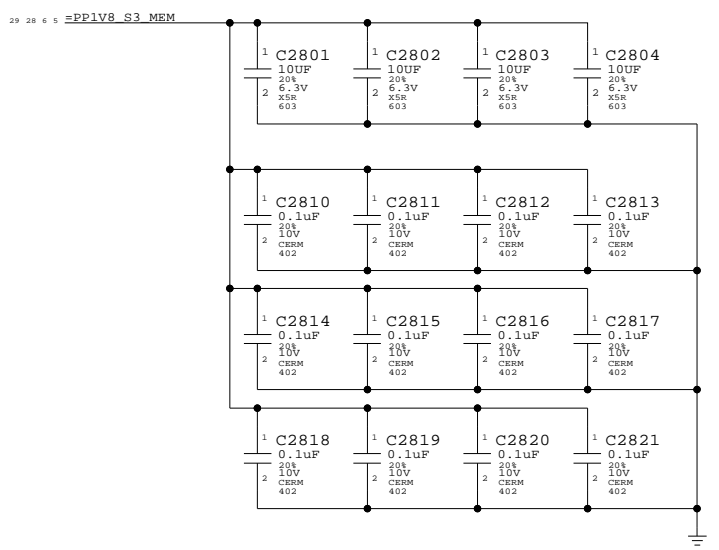 29 28 6 5 =PP1V8_S3_MEM
1 C2801 1 C2802 1 C2803 1 C2804
10UF 10UF 10UF 10UF
20% 20% 20% 20%
2 6.3V 2 6.3V 2 6.3V 2 6.3V
X5R X5R X5R X5R
603 603 603 603
1 C2810 1 C2811 1 C2812 1 C2813
0.1uF 0.1uF 0.1uF 0.1uF
20% 20% 20% 20%
2 10V 2 10V 2 10V 2 10V
CERM CERM CERM CERM
402 402 402 402
1 C2814 1 C2815 1 C2816 1 C2817
0.1uF 0.1uF 0.1uF 0.1uF
20% 20% 20% 20%
2 10V 2 10V 2 10V 2 10V
CERM CERM CERM CERM
402 402 402 402
1 C2818 1 C2819 1 C2820 1 C2821
0.1uF 0.1uF 0.1uF 0.1uF
20% 20% 20% 20%
2 10V 2 10V 2 10V 2 10V
CERM CERM CERM CERM
402 402 402 402